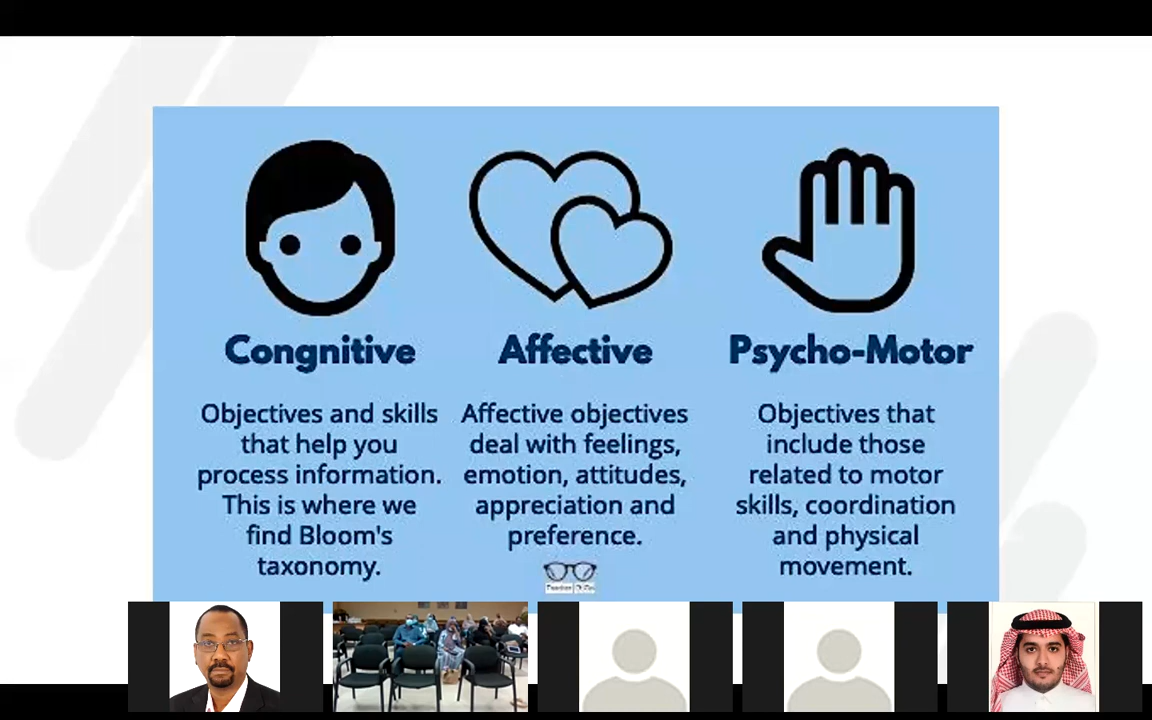 Congnitive
Objectives and skills
that help you
process information.
This is where we
find Bloom's
taxonomy.
Affective
Affective objectives
deal with feelings,
emotion, attitudes,
appreciation and
preference.
Psycho-Motor
Objectives that
include those
related to motor
skills, coordination
and physical
movement.